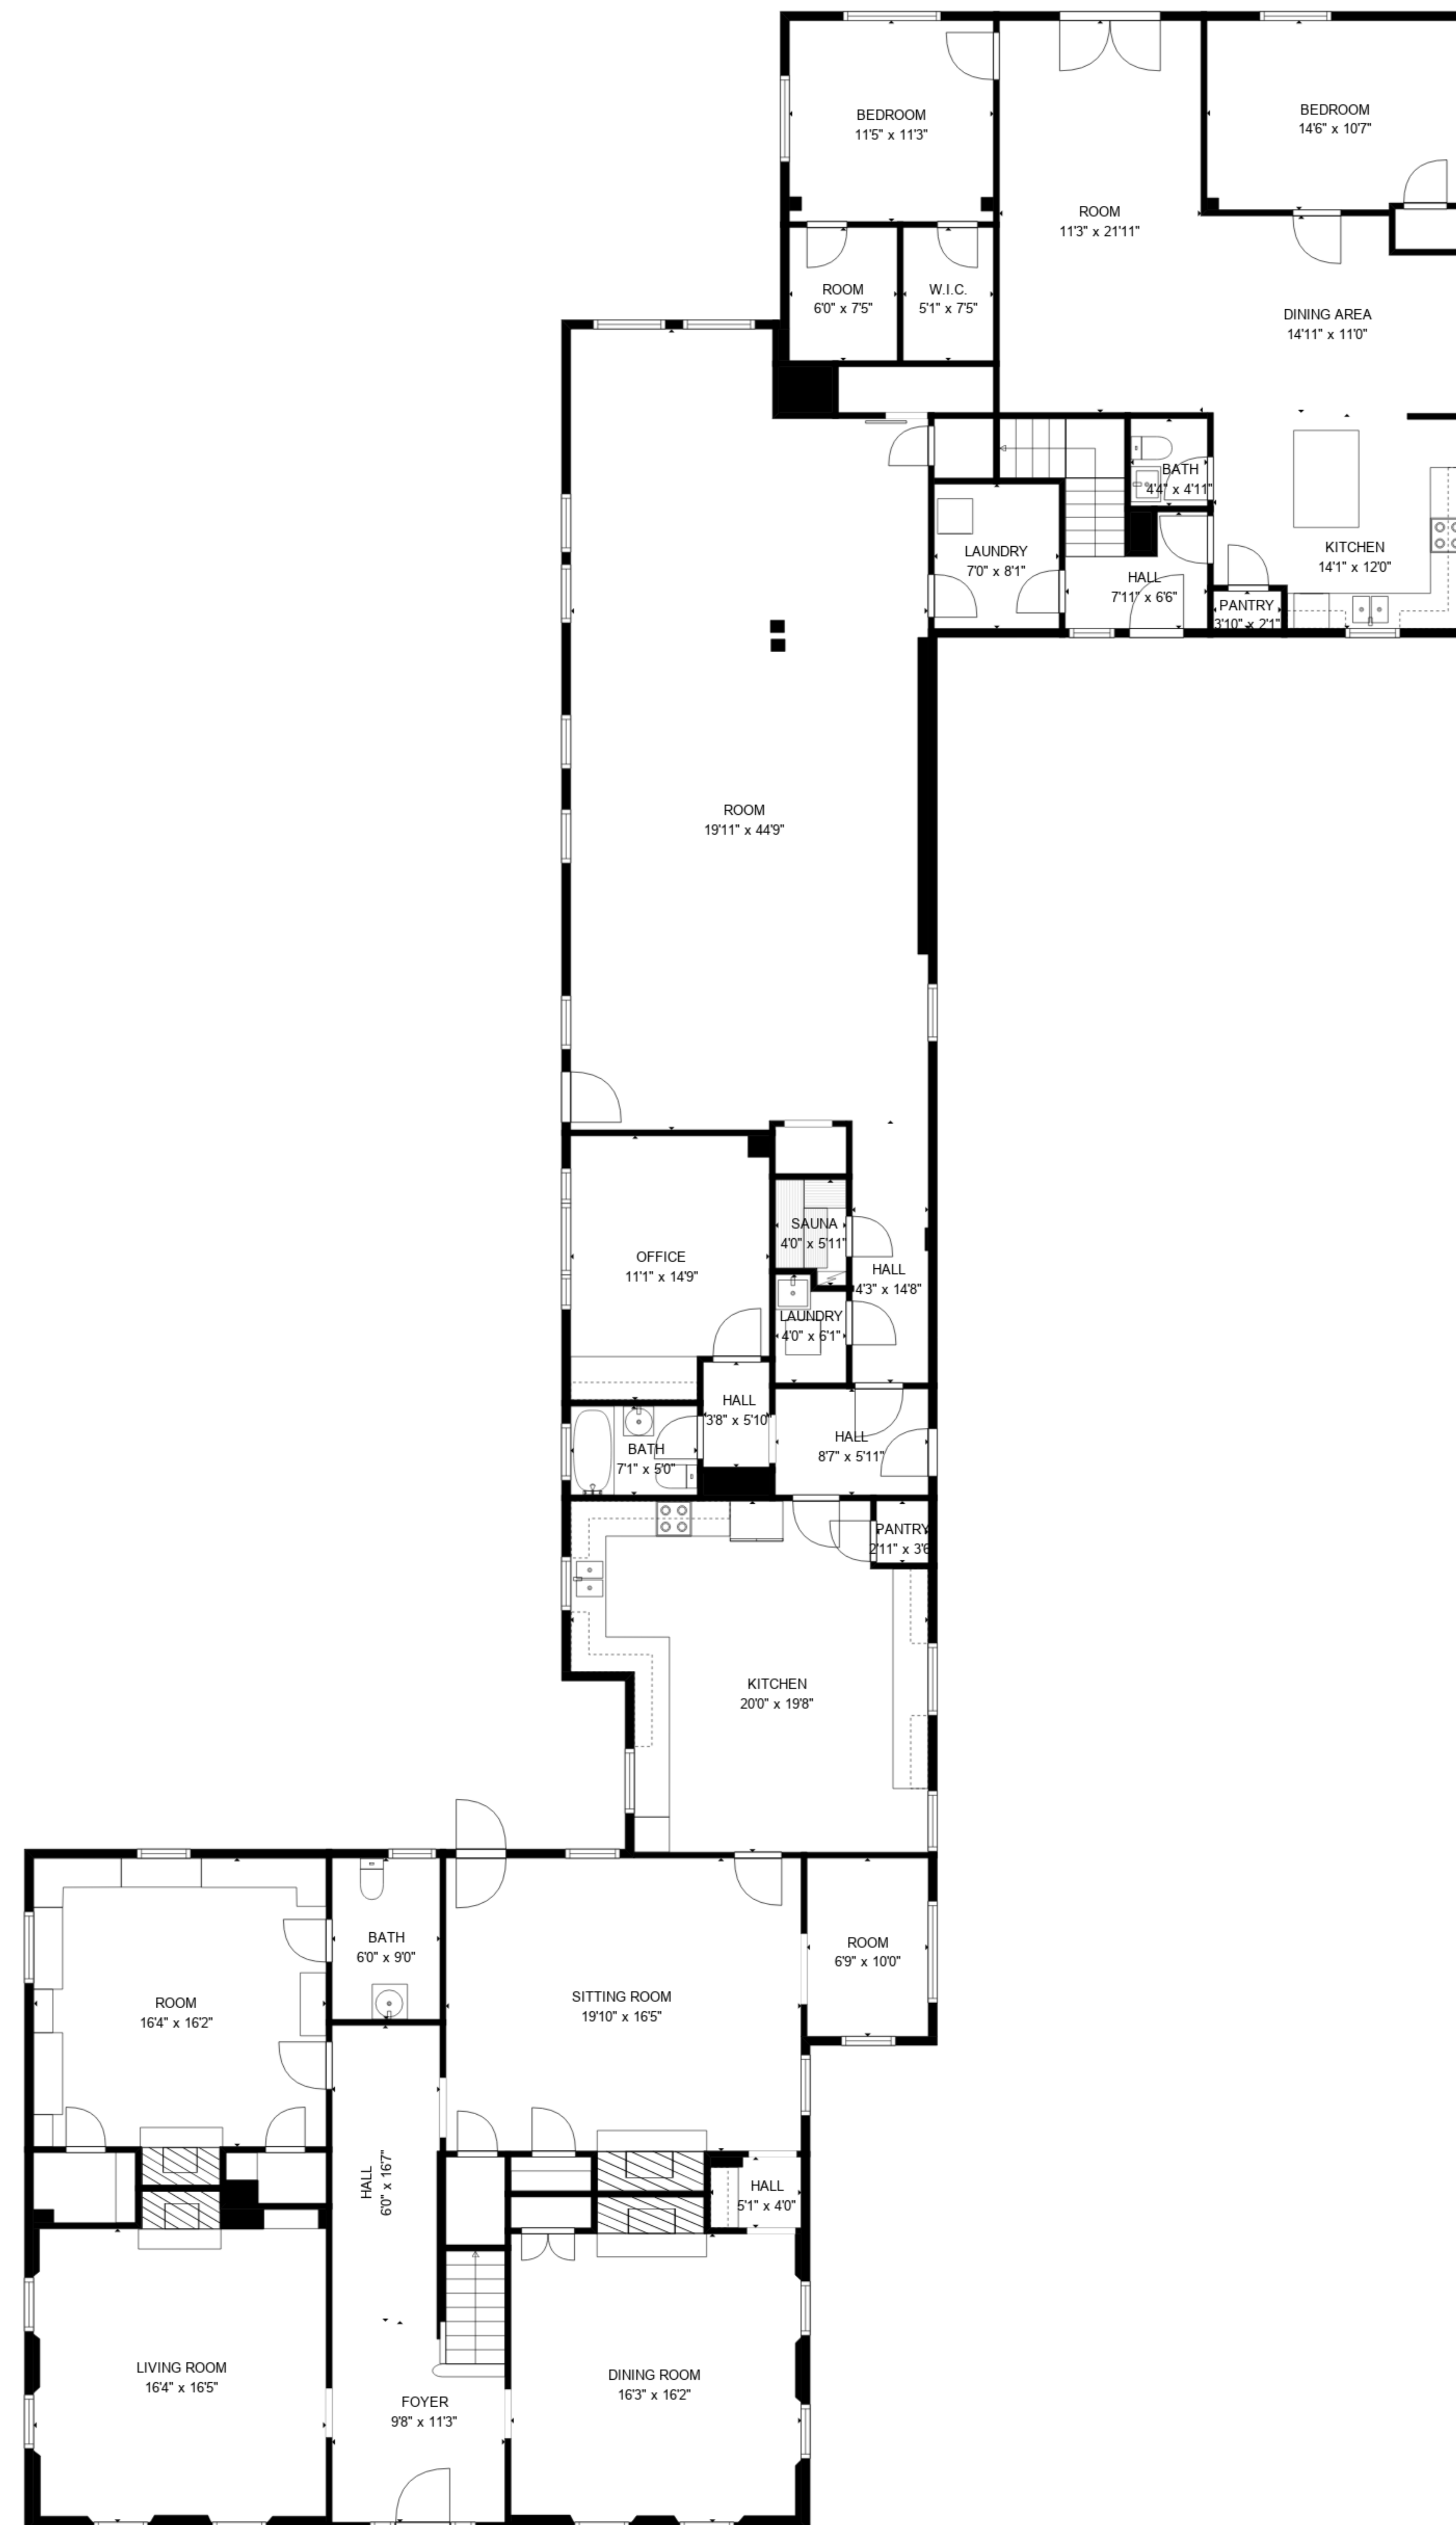 BEDROOM
11'5" x 11'3"
BEDROOM
14'6" x 10'7"
ROOM
11'3" x 21'11"
ROOM
6'0" x 7'5"
W.I.C.
5'1" x 7'5"
DINING AREA
14'11" x 11'0"
BATH
4'4" x 4'11"
LAUNDRY
7'0" x 8'1"
KITCHEN
14'1" x 12'0"
HALL
7'11" x 6'6"
PANTRY
3'10" x 2'1"
ROOM
19'11" x 44'9"
SAUNA
4'0" x 5'11"
OFFICE
11'1" x 14'9"
HALL
4'3" x 14'8"
LAUNDRY
4'0" x 6'1"
HALL
3'8" x 5'10"
HALL
8'7" x 5'11"
BATH
7'1" x 5'0"
PANTRY
2'11" x 3'6
KITCHEN
20'0" x 19'8"
BATH
6'0" x 9'0"
ROOM
6'9" x 10'0"
SITTING ROOM
19'10" x 16'5"
ROOM
16'4" x 16'2"
HALL
6'0" x 16'7"
HALL
5'1" x 4'0"
LIVING ROOM
16'4" x 16'5"
DINING ROOM
16'3" x 16'2"
FOYER
9'8" x 11'3"